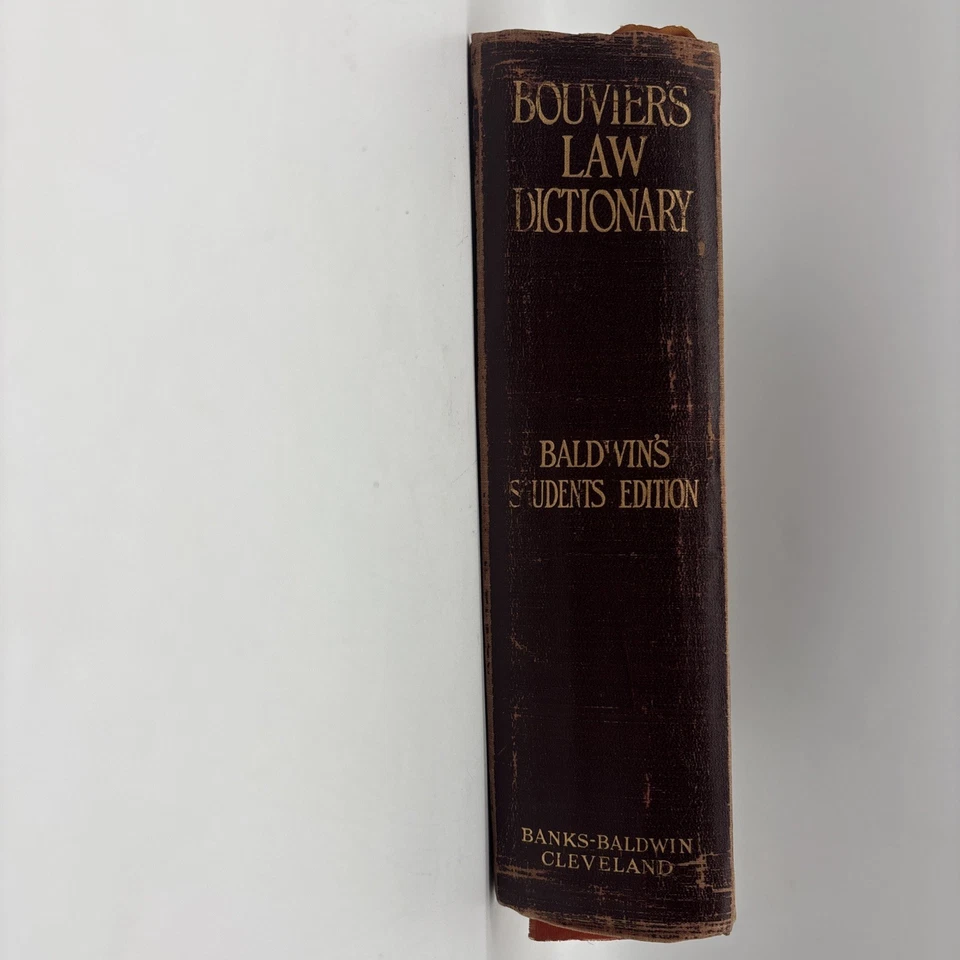 BOUVIER'S
LAW
DICTIONARY
BALDWIN'S
STUDENTS EDITION
BANKS-BALDWIN
CLEVELAND